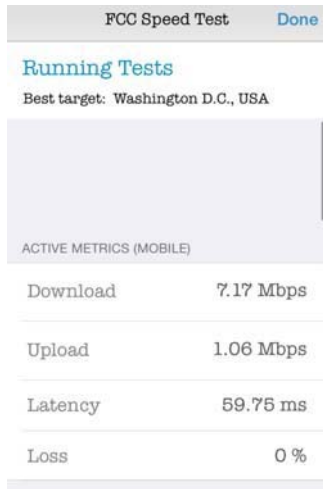 FCC Speed Test Done
Running Tests
Best target: Washington D.C., USA
ACTIVE METRICS (MOBILE)
Download 7.17 Mbps
Upload 1.06 Mbps
Latency 59.75 ms
Loss 0 %